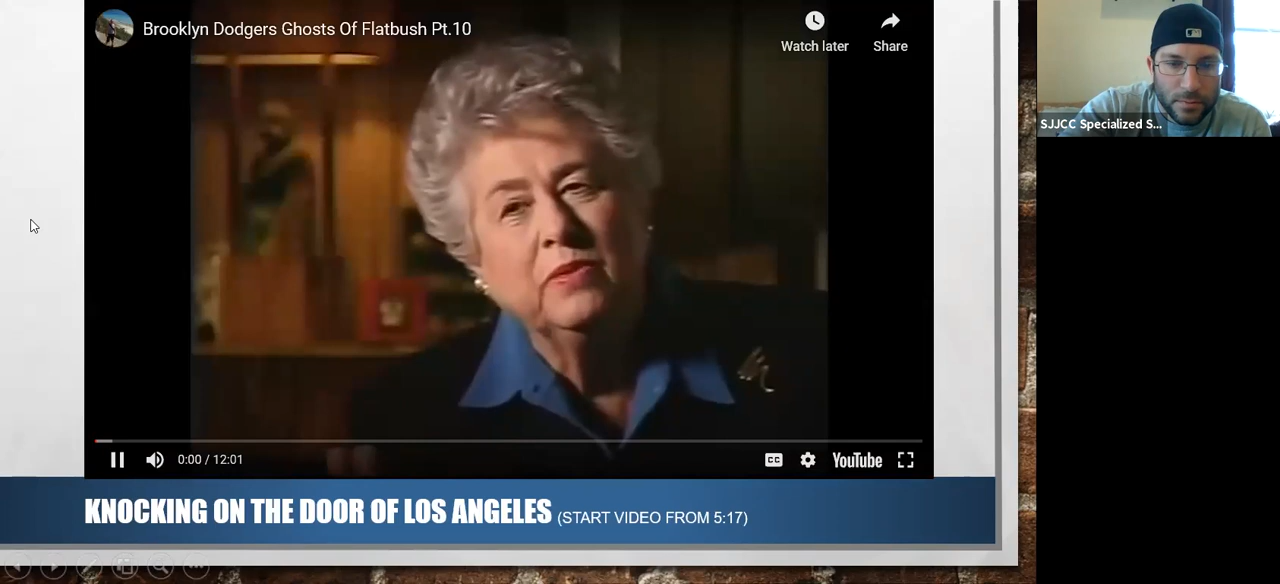 Brooklyn Dodgers Ghosts Of Flatbush Pt.10
Watch later
Share
SJJCC Specialized S...
0:00 / 12:01
CC
YouTube
KNOCKING ON THE DOOR OF LOS ANGELES (START VIDEO FROM 5:17)